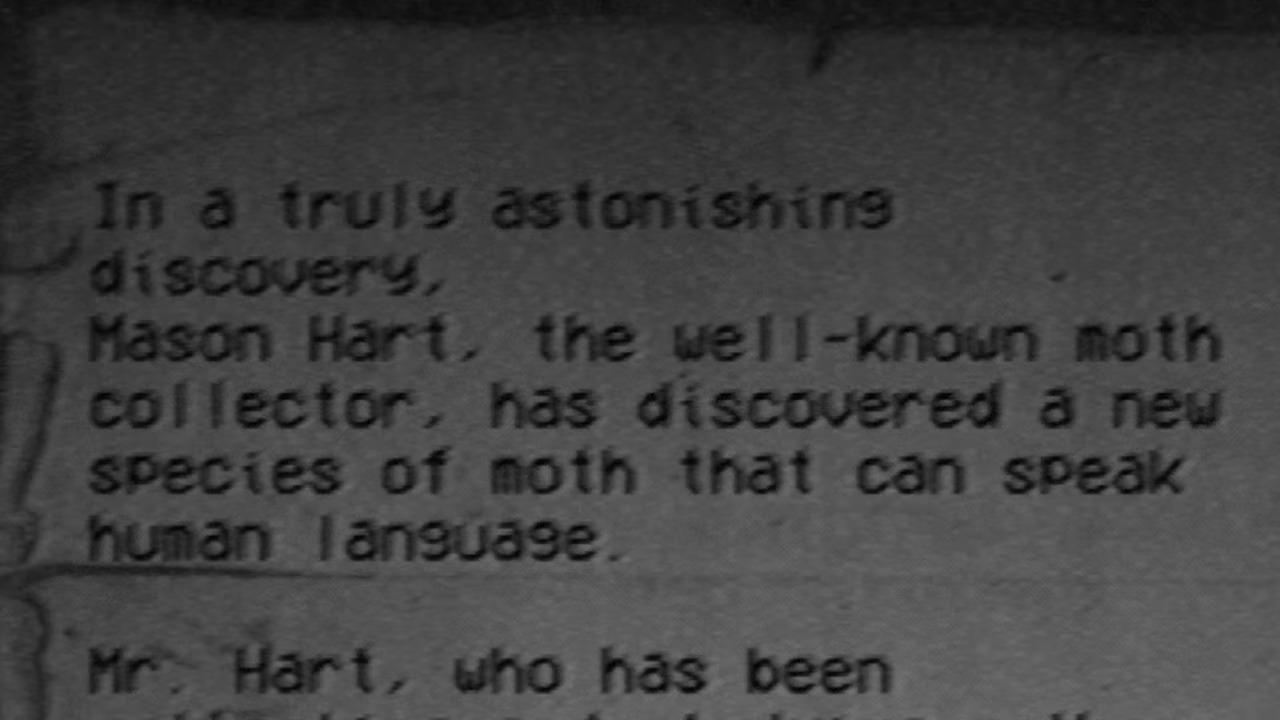 In a truly astonishing
discovery,
Mason Hart, the well-known moth
collector, has discovered a new
species of moth that can speak
human language.
Mr. Hart, who has been